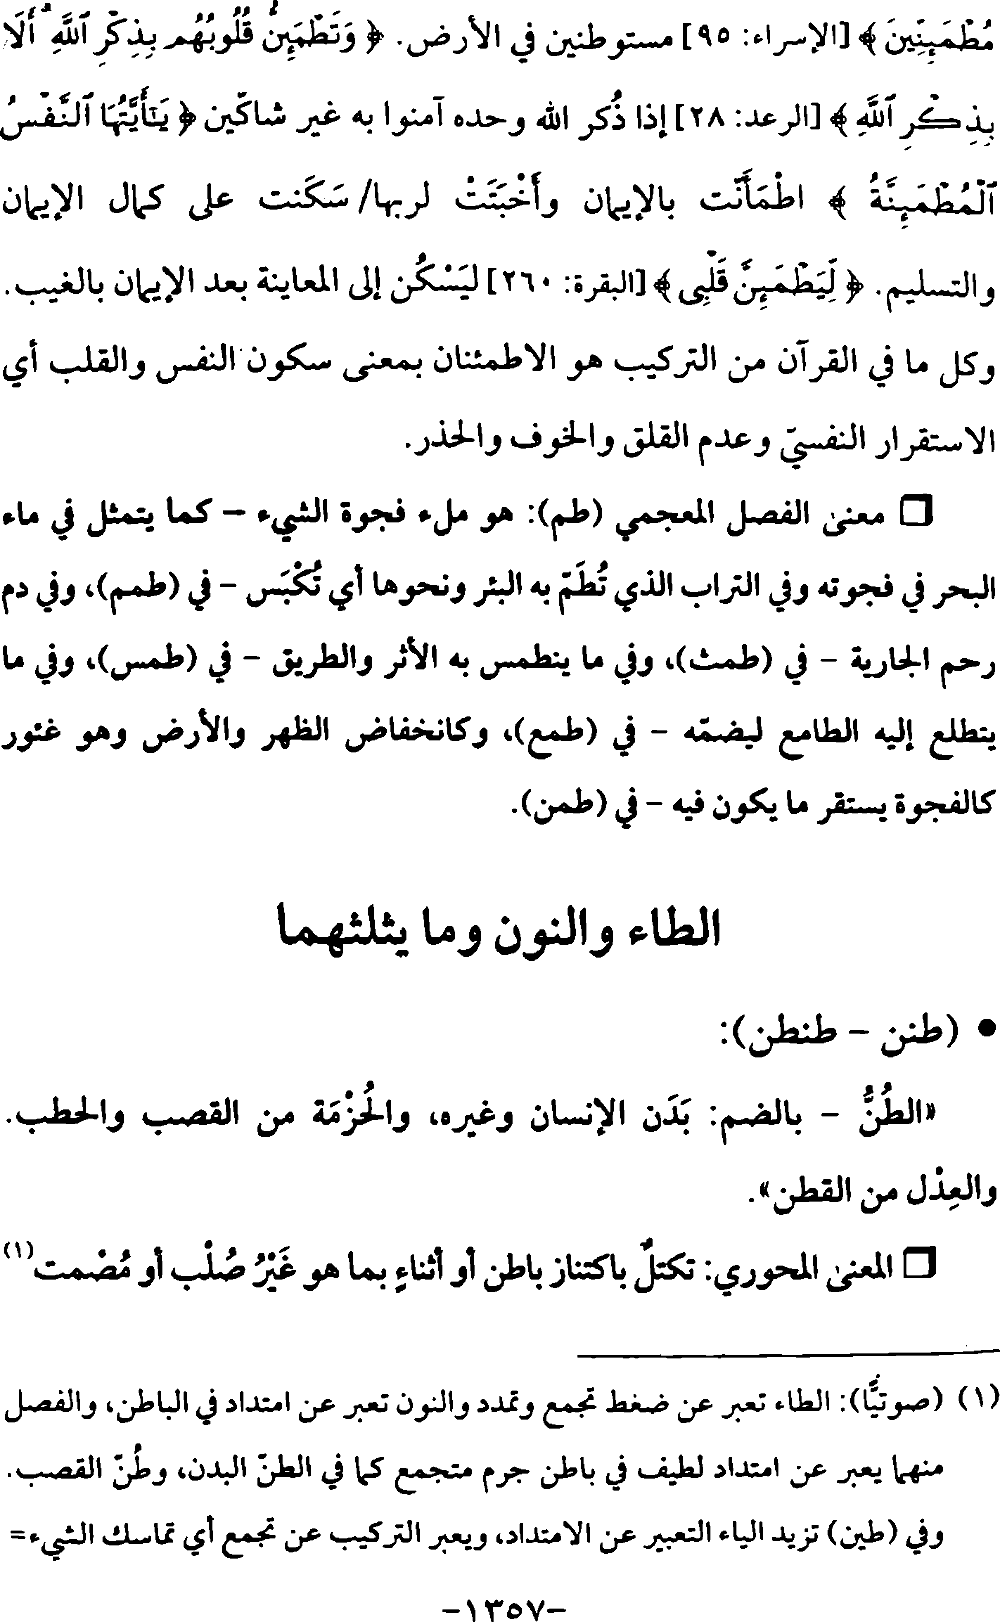 مُطْمَئِنِّينَ ﴾ [الإسراء: ٩٥] مستوطنين في الأرض. ﴿ وَتَطْمَئِنُّ قُلُوبُهُم بِذِكْرِ ٱللَّهِ ۗ أَلَا
بِذِكْرِ ٱللَّهِ ﴾ [الرعد: ٢٨] إذا ذُكر الله وحده آمنوا به غير شاكّين ﴿ يَـٰٓأَيَّتُهَا ٱلنَّفْسُ
ٱلْمُطْمَئِنَّةُ ﴾ اطْمَأَنّت بالإيمان وأَخْبَتَتْ لربها/ سَكَنت على كمال الإيمان
والتسليم. ﴿ لِّيَطْمَئِنَّ قَلْبِى ﴾ [البقرة: ٢٦٠] ليَسْكُن إلى المعاينة بعد الإيمان بالغيب.
وكل ما في القرآن من التركيب هو الاطمئنان بمعنى سكون النفس والقلب أي
الاستقرار النفسيّ وعدم القلق والخوف والحذر.
❒ معنى الفصل المعجمي (طم): هو ملء فجوة الشيء – كما يتمثل في ماء
البحر في فجوته وفي التراب الذي تُطَمّ به البئر ونحوها أي تُكْبَس – في (طمم)، وفي دم
رحم الجارية – في (طمث)، وفي ما ينطمس به الأثر والطريق – في (طمس)، وفي ما
يتطلع إليه الطامع ليضمّه – في (طمع)، وكانخفاض الظهر والأرض وهو غئور
كالفجوة يستقر ما يكون فيه – في (طمن).
الطاء والنون وما يثلثهما
• (طنن – طنطن):
«الطُنُّ – بالضم: بَدَن الإنسان وغيره، والحُزْمَة من القصب والحطب.
والعِدْل من القطن».
❒ المعنى المحوري: تكتلٌ باكتناز باطن أو أثناءٍ بما هو غَيْرُ صُلْب أو مُصْمت(١)
(١) (صوتيًّا): الطاء تعبر عن ضغط تجمع وتمدد والنون تعبر عن امتداد في الباطن، والفصل
منهما يعبر عن امتداد لطيف في باطن جرم متجمع كما في الطنّ البدن، وطُنّ القصب.
وفي (طين) تزيد الياء التعبير عن الامتداد، ويعبر التركيب عن تجمع أي تماسك الشيء=
–١٣٥٧–